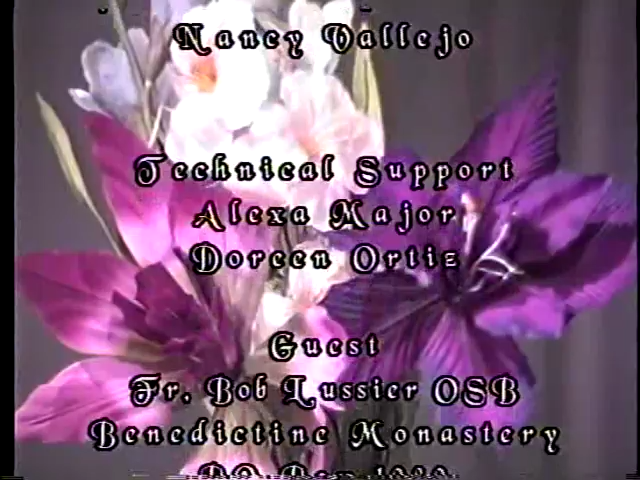 Nancy Vallejo
Technical Support
Alexa Major
Doreen Ortiz
Guest
Fr. Bob Lussier OSB
Benedictine Monastery